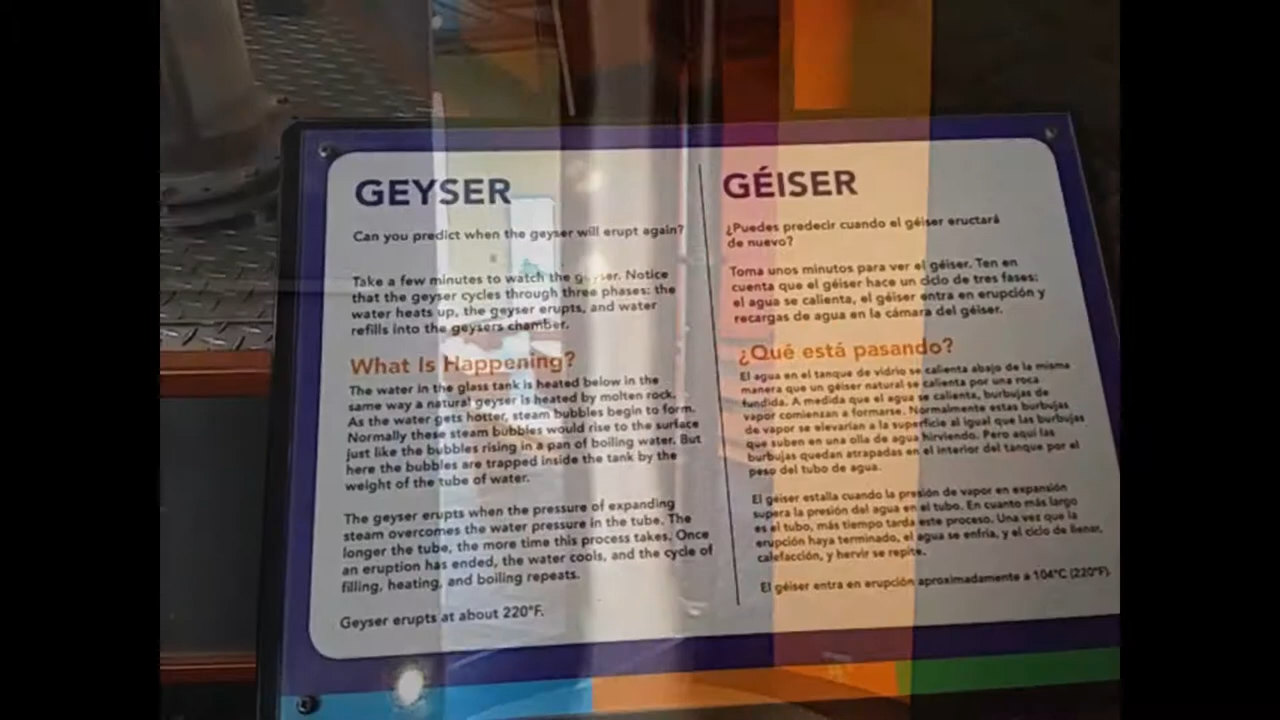 GEYSER
Can you predict when the geyser will erupt again?
Take a few minutes to watch the geyser. Notice
that the geyser cycles through three phases: the
water heats up, the geyser erupts, and water
refills into the geysers chamber.
What Is Happening?
The water in the glass tank is heated below in the
same way a natural geyser is heated by molten rock.
As the water gets hotter, steam bubbles begin to form.
Normally these steam bubbles would rise to the surface
just like the bubbles rising in a pan of boiling water. But
here the bubbles are trapped inside the tank by the
weight of the tube of water.
The geyser erupts when the pressure of expanding
steam overcomes the water pressure in the tube. The
longer the tube, the more time this process takes. Once
an eruption has ended, the water cools, and the cycle of
filling, heating, and boiling repeats.
Geyser erupts at about 220°F.
GÉISER
¿Puedes predecir cuando el géiser eructará
de nuevo?
Toma unos minutos para ver el géiser. Ten en
cuenta que el géiser hace un ciclo de tres fases:
el agua se calienta, el géiser entra en erupción y
recargas de agua en la cámara del géiser.
¿Qué está pasando?
El agua en el tanque de vidrio se calienta abajo de la misma
manera que un géiser natural se calienta por una roca
fundida. A medida que el agua se calienta, burbujas de
vapor comienzan a formarse. Normalmente estas burbujas
de vapor se elevarían a la superficie al igual que las burbujas
que suben en una olla de agua hirviendo. Pero aquí las
burbujas quedan atrapadas en el interior del tanque por el
peso del tubo de agua.
El géiser estalla cuando la presión de vapor en expansión
supera la presión del agua en el tubo. En cuanto más largo
es el tubo, más tiempo tarda este proceso. Una vez que la
erupción haya terminado, el agua se enfría, y el ciclo de llenar,
calefacción, y hervir se repite.
El géiser entra en erupción aproximadamente a 104°C (220°F).